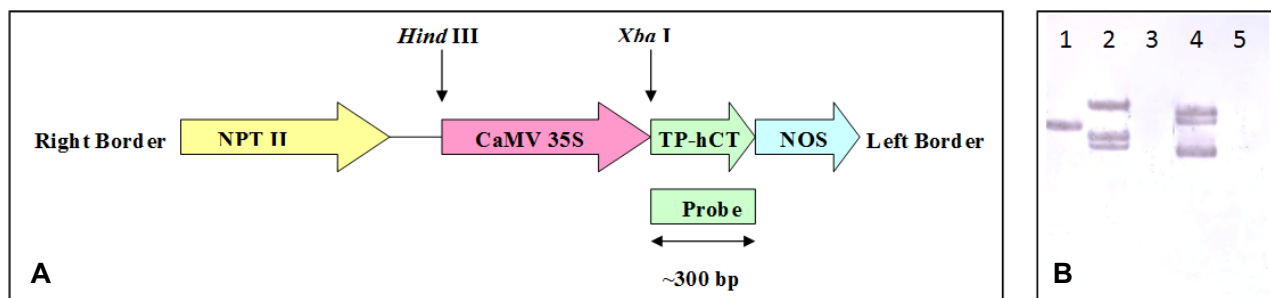 Hind III
Xba I
Right Border
NPT II
CaMV 35S
TP-hCT
NOS
Left Border
Probe
~300 bp
A
1 2 3 4 5
B